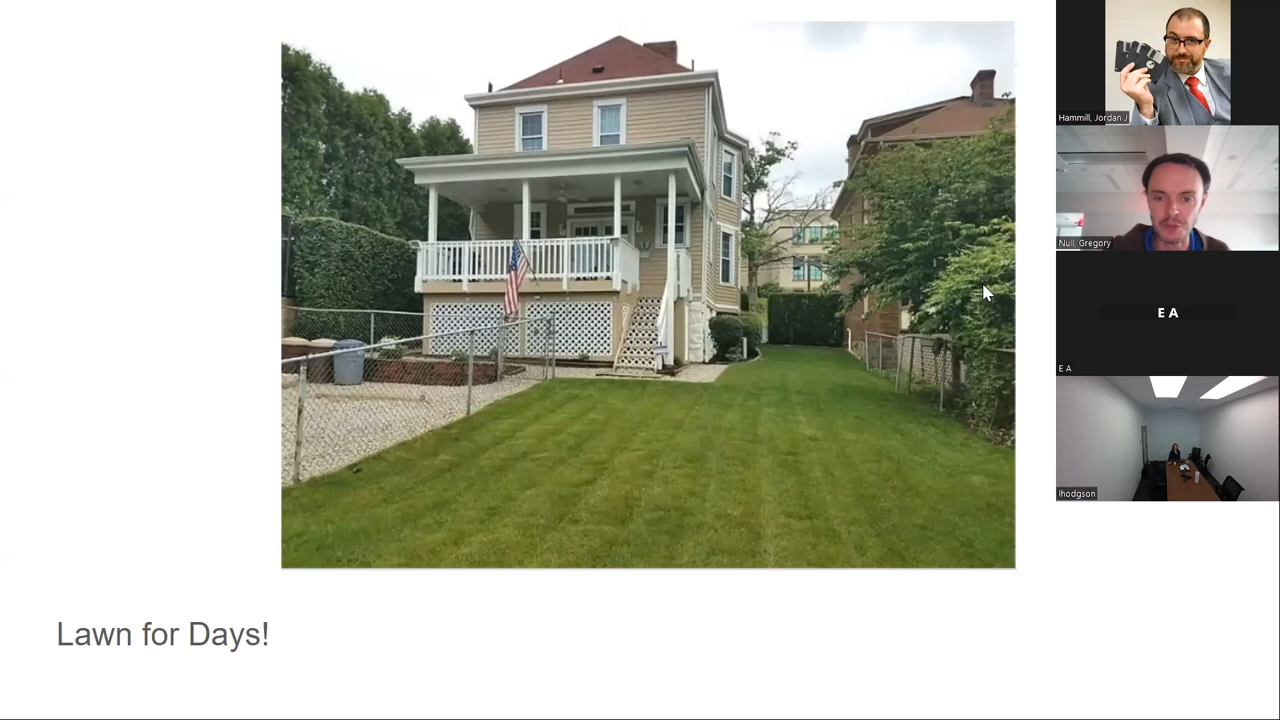 Hammill, Jordan J
Null, Gregory
E A
E A
lhodgson
Lawn for Days!